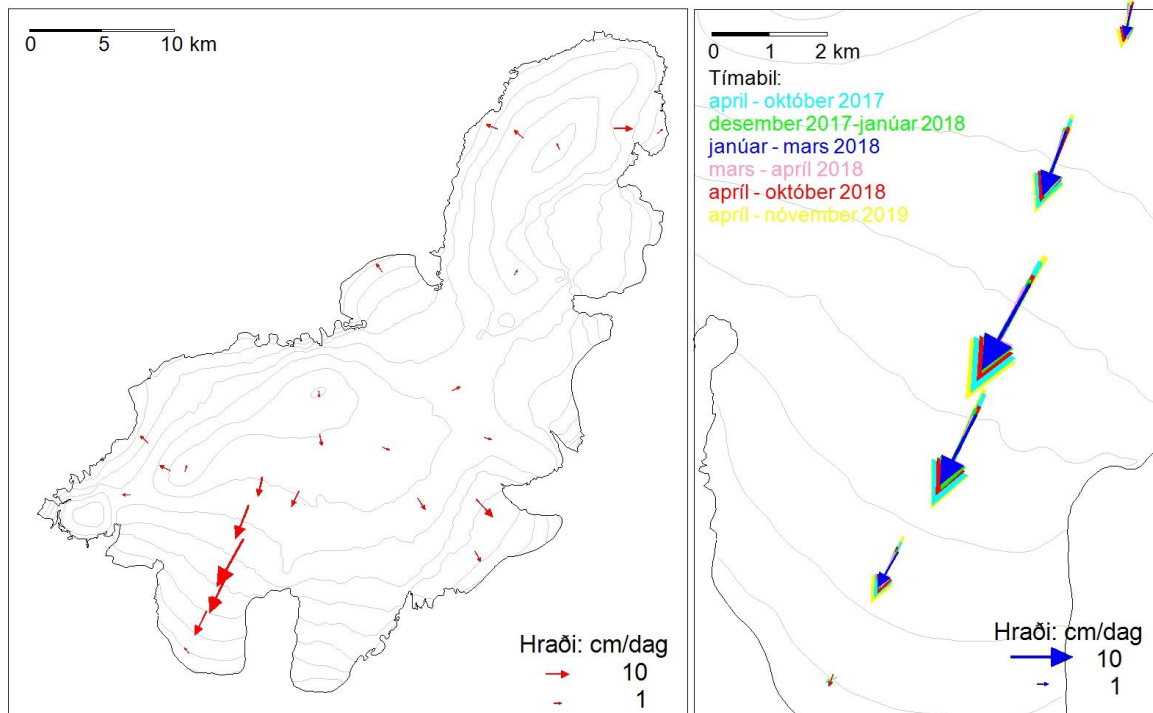 0 5 10 km
Hraði: cm/dag
10
1
0 1 2 km
Tímabil:
apríl - október 2017
desember 2017-janúar 2018
janúar - mars 2018
mars - apríl 2018
apríl - október 2018
apríl - nóvember 2019
Hraði: cm/dag
10
1